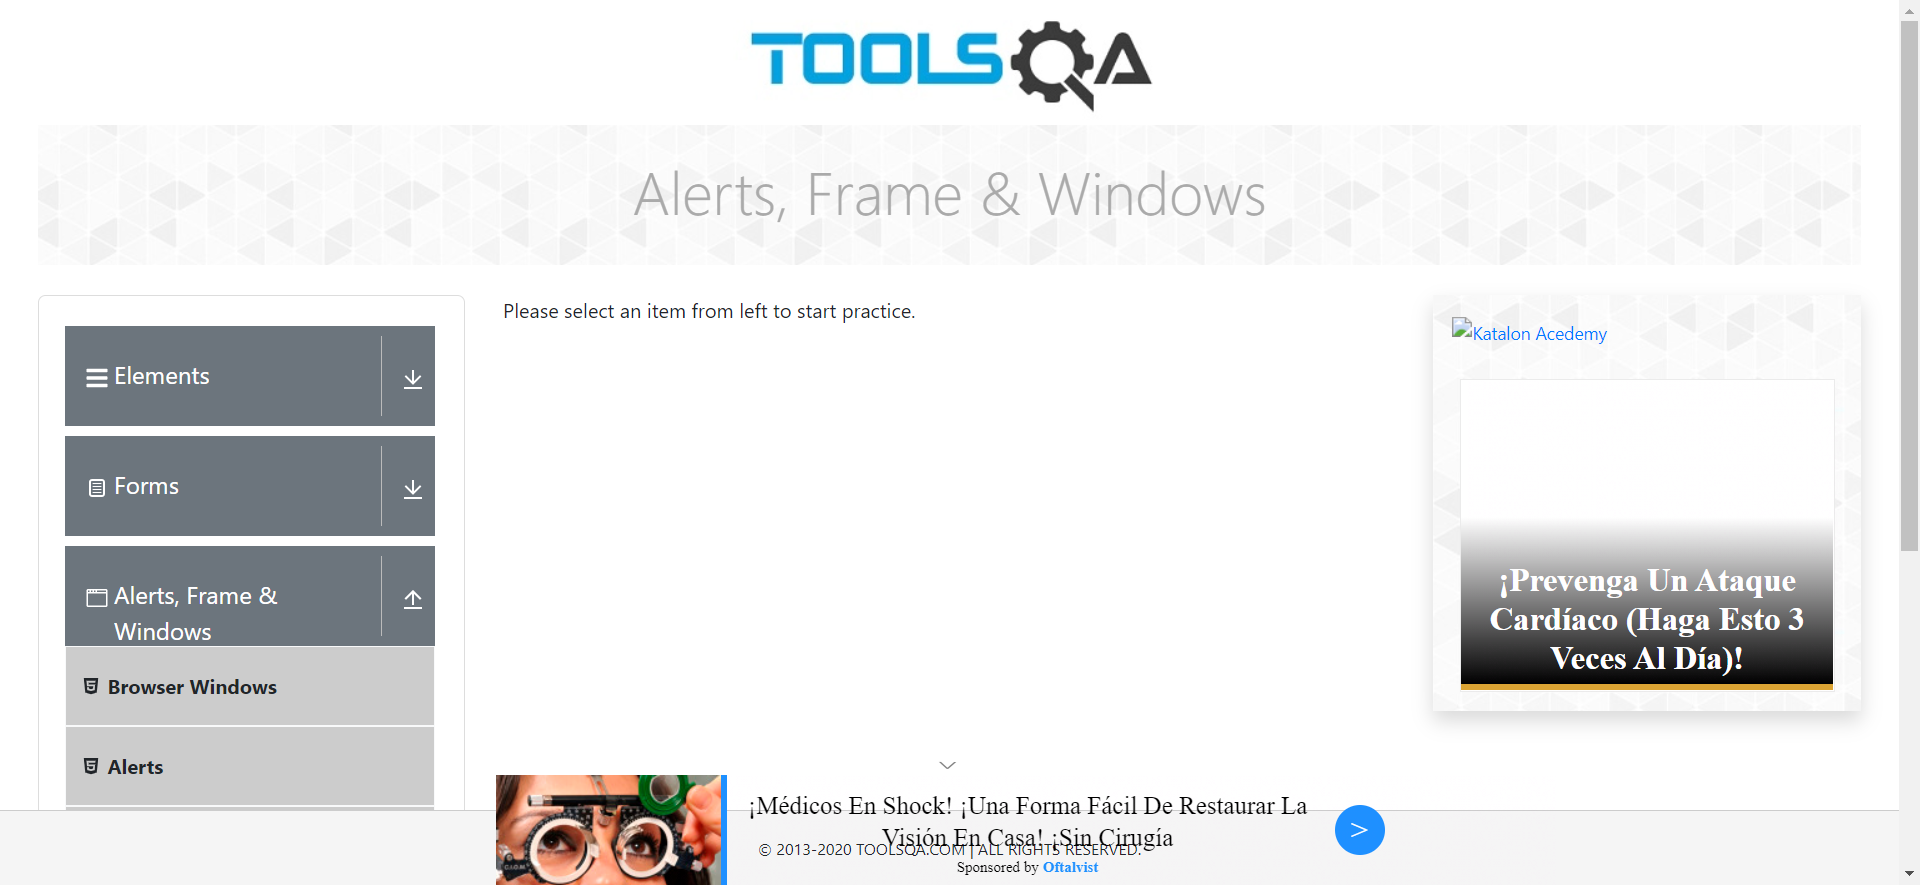 TOOLSQA
Alerts, Frame & Windows
Elements
Forms
Alerts, Frame &
Windows
Browser Windows
Alerts
Please select an item from left to start practice.
Katalon Acedemy
¡Prevenga Un Ataque
Cardíaco (Haga Esto 3
Veces Al Día)!
¡Médicos En Shock! ¡Una Forma Fácil De Restaurar La
Visión En Casa! ¡Sin Cirugía
© 2013-2020 TOOLSQA.COM | ALL RIGHTS RESERVED.
Sponsored by Oftalvist